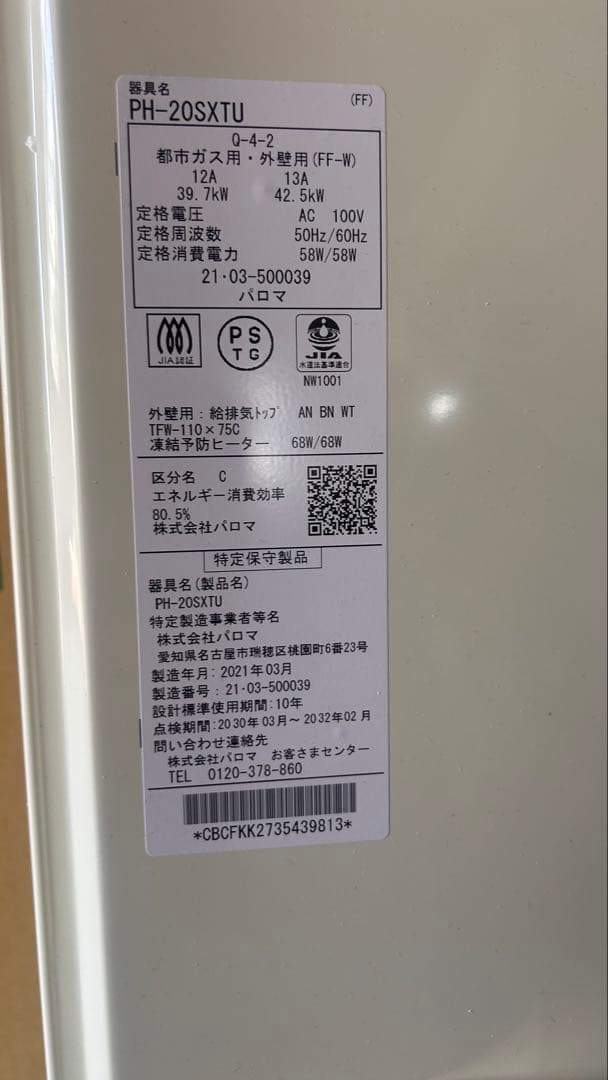 器具名
PH-20SXTU (FF)
Q-4-2
都市ガス用・外壁用(FF-W)
12A 13A
39.7kW 42.5kW
定格電圧 AC 100V
定格周波数 50Hz/60Hz
定格消費電力 58W/58W
21・03-500039
パロマ
JIA認証
PS
TG
JIA
水道法基準適合
NW1001
外壁用：給排気トップ AN BN WT
TFW-110×75C
凍結予防ヒーター 68W/68W
区分名 C
エネルギー消費効率
80.5%
株式会社パロマ
特定保守製品
器具名(製品名)
PH-20SXTU
特定製造事業者等名
株式会社パロマ
愛知県名古屋市瑞穂区桃園町6番23号
製造年月：2021年03月
製造番号：21・03-500039
設計標準使用期間：10年
点検期間：2030年03月～2032年02月
問い合わせ連絡先
株式会社パロマ お客さまセンター
TEL 0120-378-860
*CBCFKK2735439813*